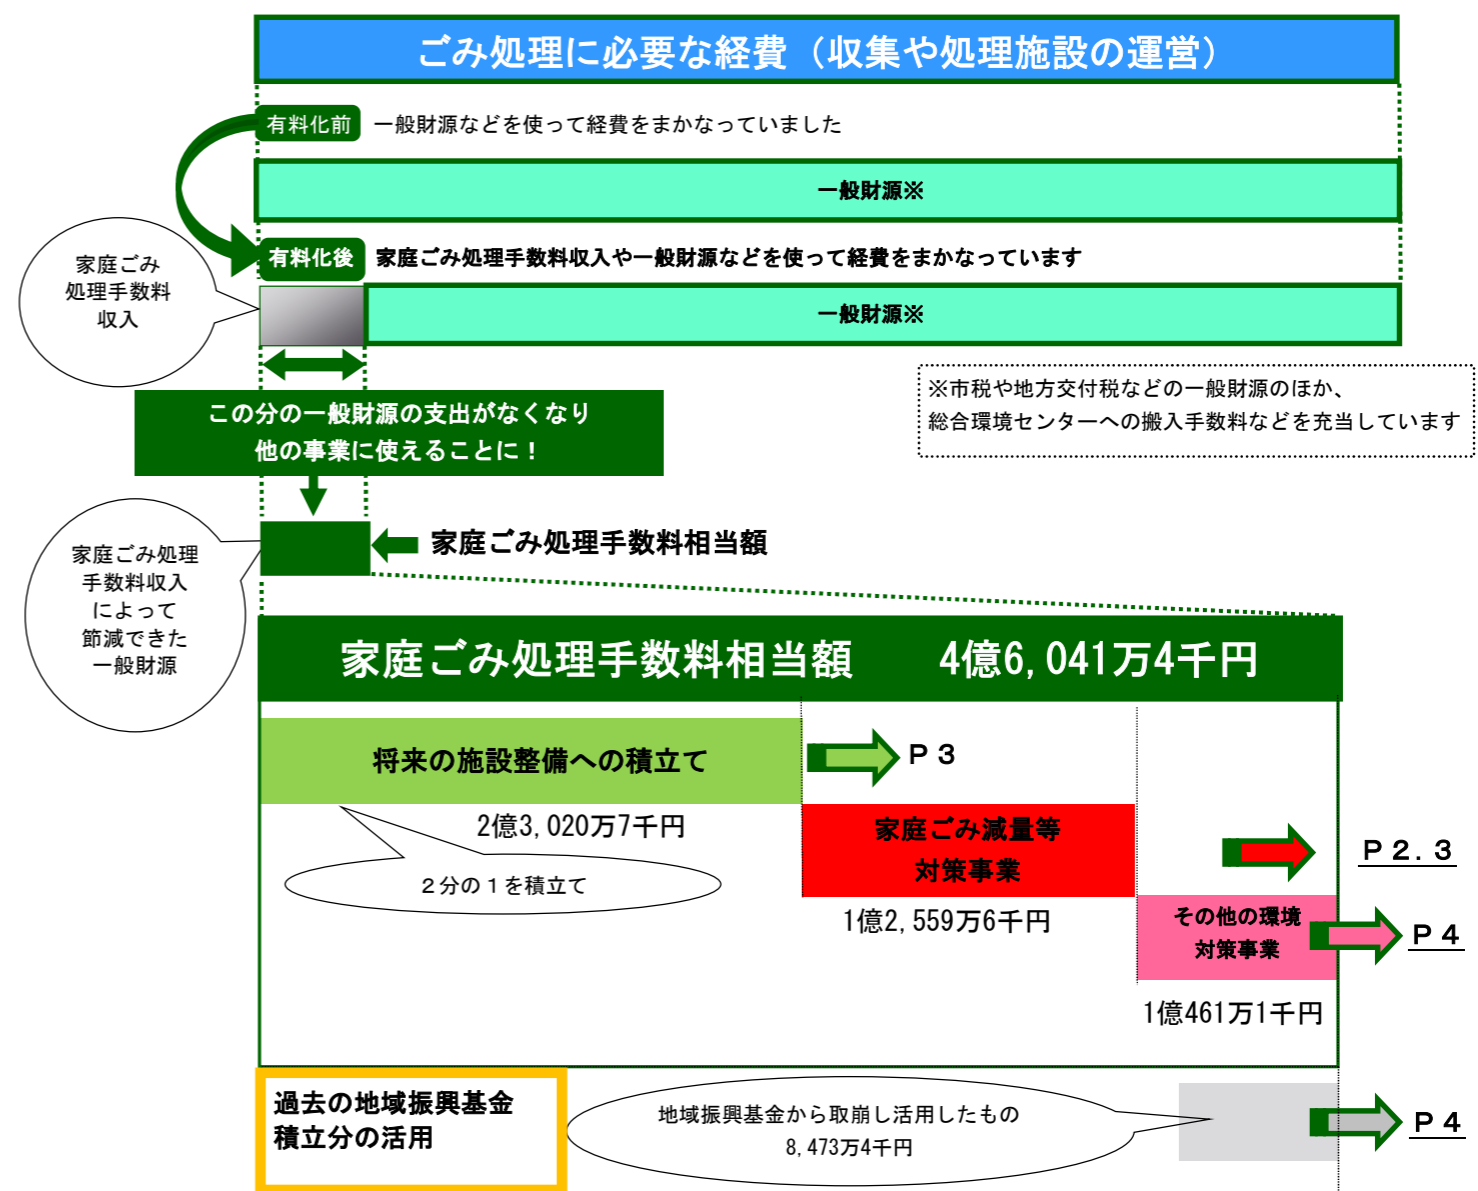 ごみ処理に必要な経費（収集や処理施設の運営）
有料化前
一般財源などを使って経費をまかなっていました
一般財源※
有料化後
家庭ごみ処理手数料収入や一般財源などを使って経費をまかなっています
家庭ごみ
処理手数料
収入
一般財源※
※市税や地方交付税などの一般財源のほか、
総合環境センターへの搬入手数料などを充当しています
この分の一般財源の支出がなくなり
他の事業に使えることに！
家庭ごみ処理手数料相当額
家庭ごみ処理
手数料収入
によって
節減できた
一般財源
家庭ごみ処理手数料相当額　4億6,041万4千円
将来の施設整備への積立て
Ｐ３
2億3,020万7千円
２分の１を積立て
家庭ごみ減量等
対策事業
Ｐ２．３
1億2,559万6千円
その他の環境
対策事業
Ｐ４
1億461万1千円
過去の地域振興基金
積立分の活用
地域振興基金から取崩し活用したもの
8,473万4千円
Ｐ４